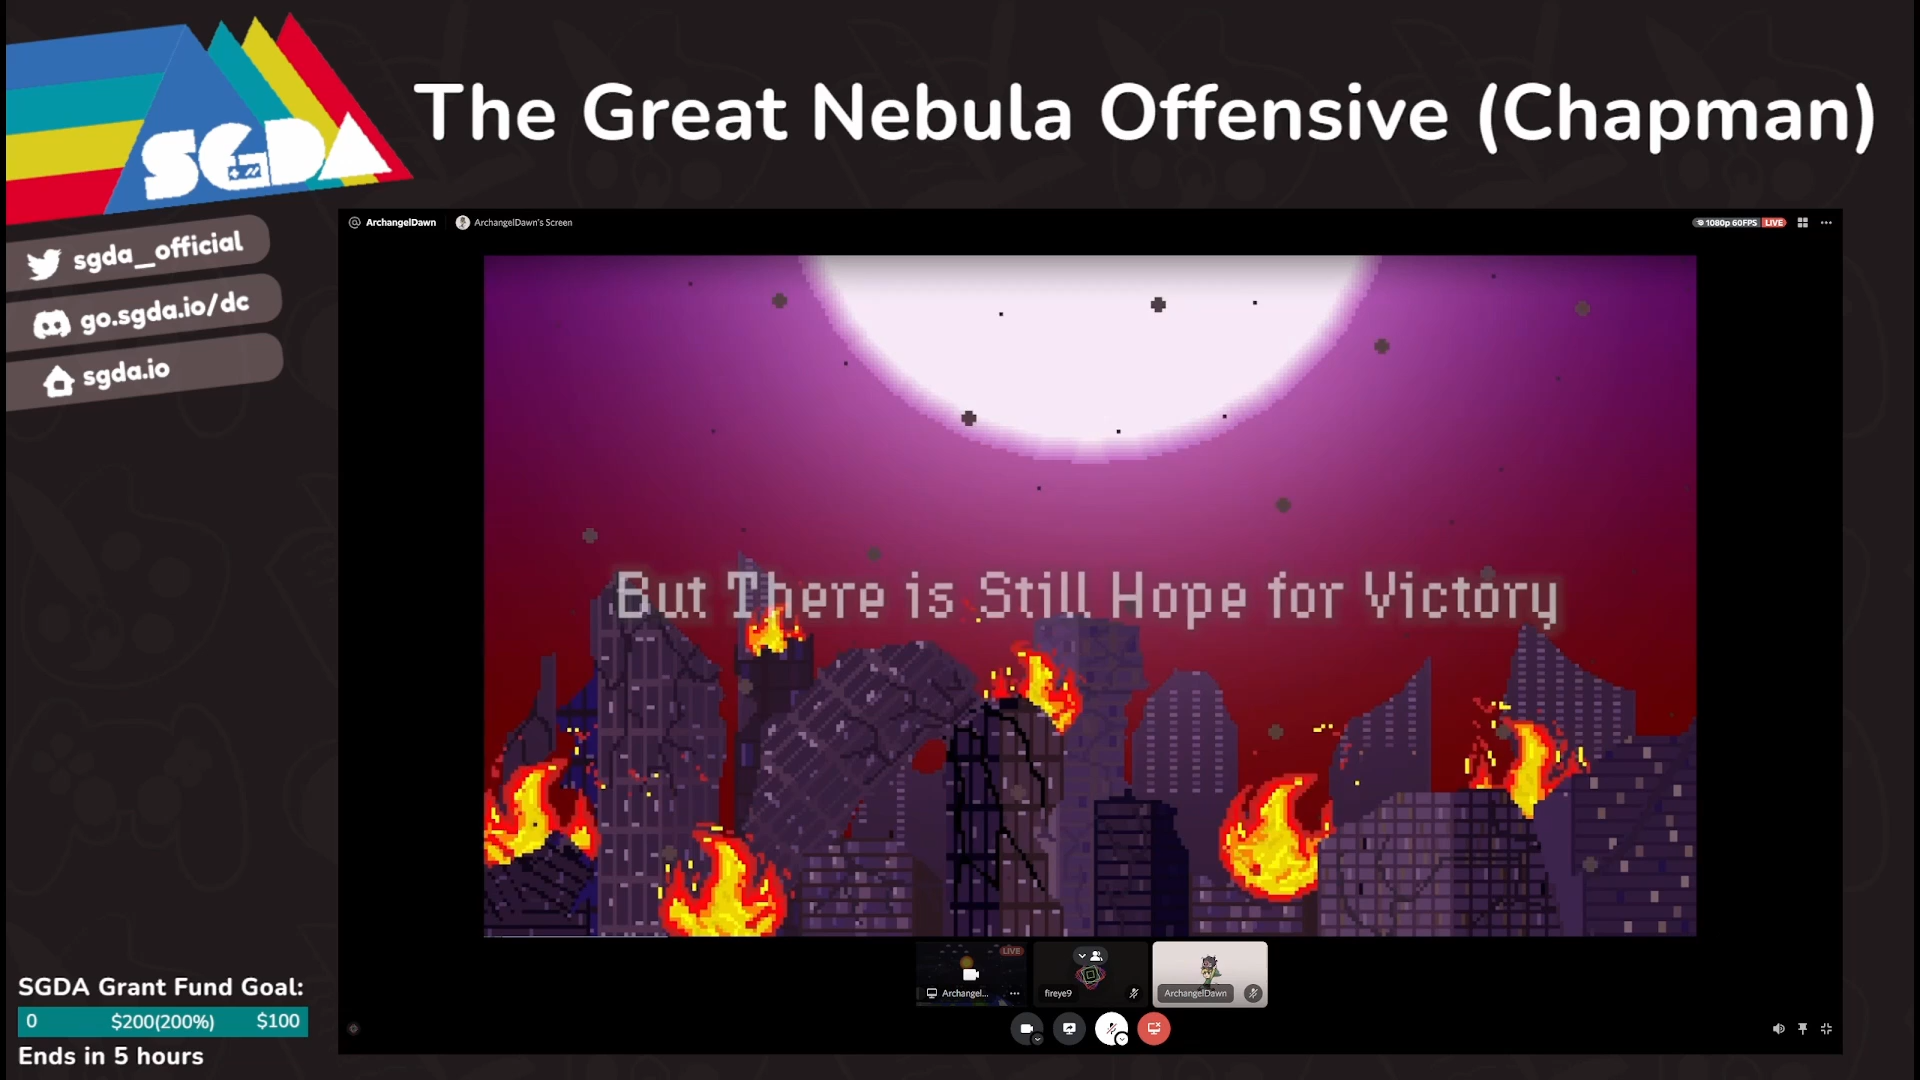 SGDA
The Great Nebula Offensive (Chapman)
sgda_official
go.sgda.io/dc
sgda.io
ArchangelDawn
ArchangelDawn's Screen
1080p 60FPS LIVE
But There is Still Hope for Victory
LIVE
Archangel...
fireye9
ArchangelDawn
SGDA Grant Fund Goal:
0 $200(200%) $100
Ends in 5 hours